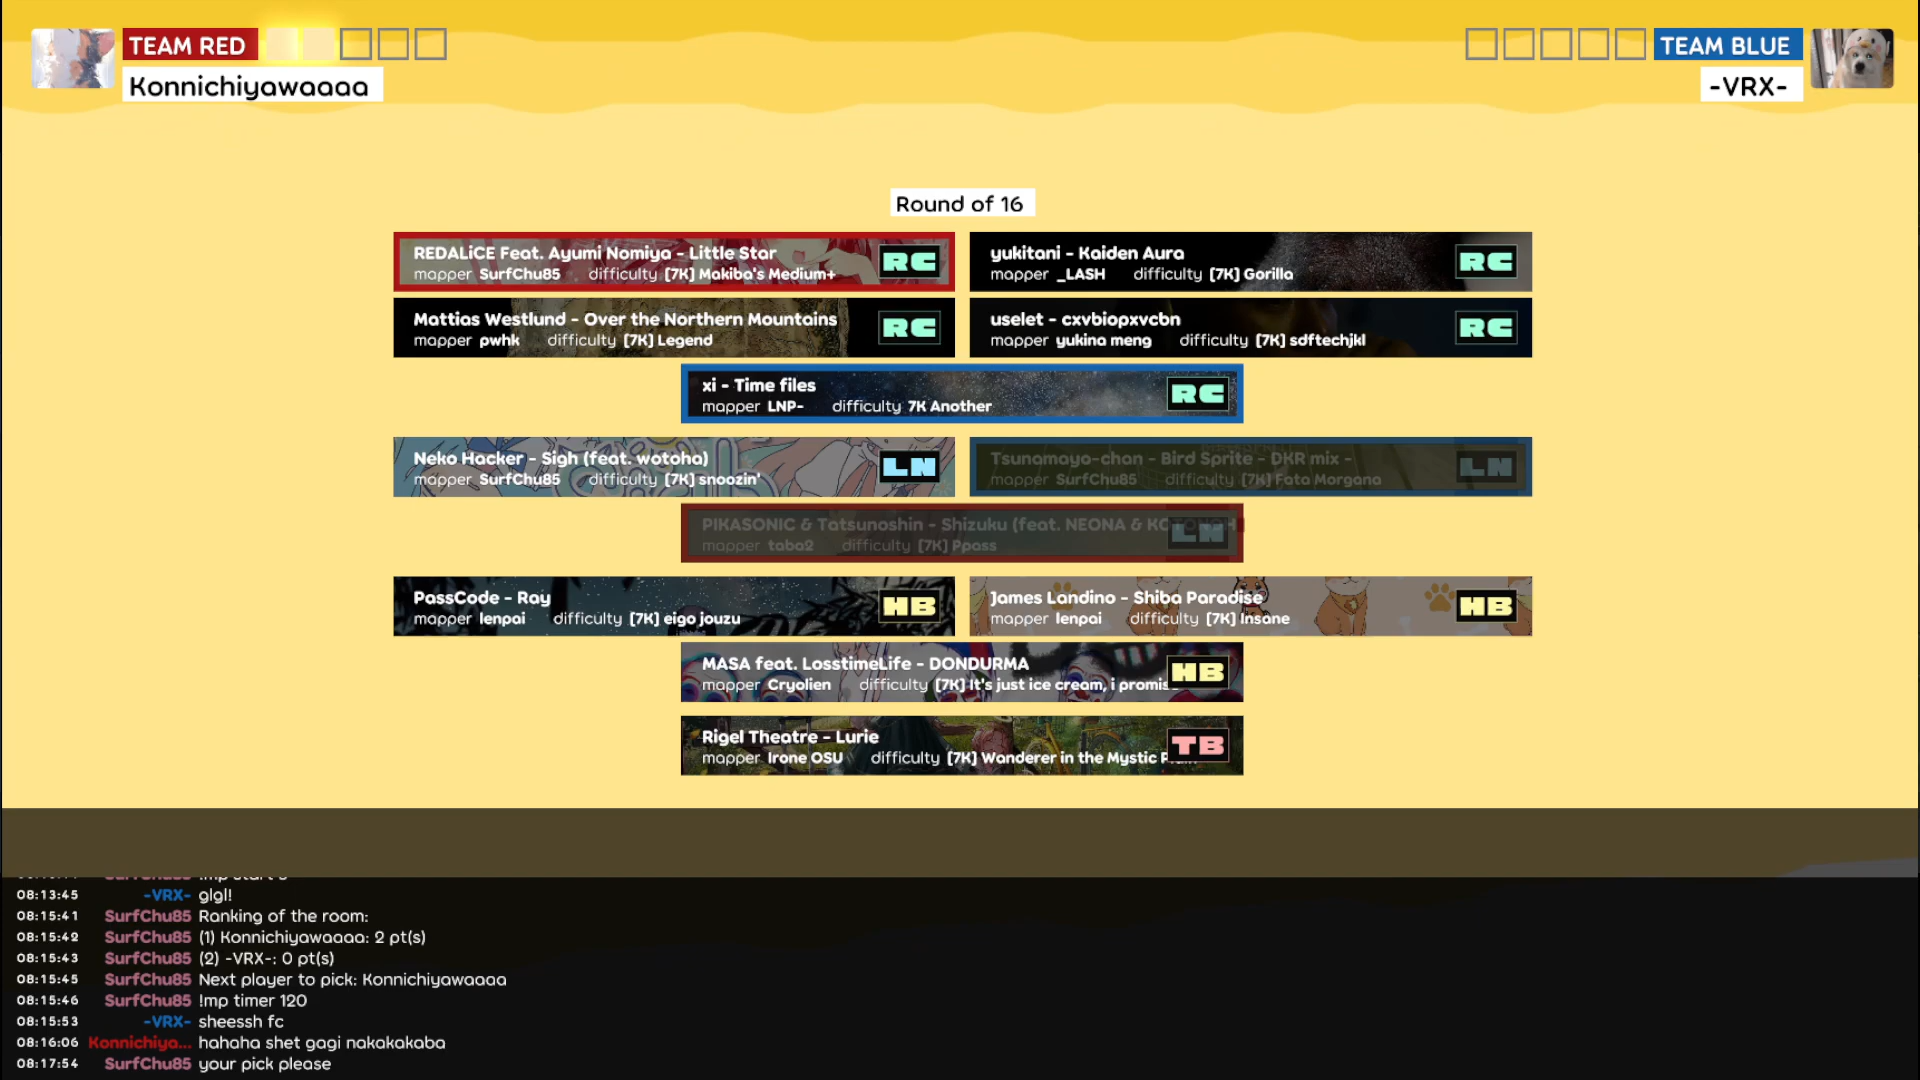 TEAM RED
Konnichiyawaaaa
TEAM BLUE
-VRX-
Round of 16
REDALiCE Feat. Ayumi Nomiya - Little Star
mapper SurfChu85 difficulty [7K] Makiba's Medium+
RC
yukitani - Kaiden Aura
mapper _LASH difficulty [7K] Gorilla
RC
Mattias Westlund - Over the Northern Mountains
mapper pwhk difficulty [7K] Legend
RC
uselet - cxvbiopxvcbn
mapper yukina meng difficulty [7K] sdftechjkl
RC
xi - Time files
mapper LNP- difficulty 7K Another
RC
Neko Hacker - Sigh (feat. wotoha)
mapper SurfChu85 difficulty [7K] snoozin'
LN
Tsunamayo-chan - Bird Sprite - DKR mix -
mapper SurfChu85 difficulty [7K] Fata Morgana
LN
PIKASONIC & Tatsunoshin - Shizuku (feat. NEONA &
mapper taba2 difficulty [7K] Ppass
LN
PassCode - Ray
mapper lenpai difficulty [7K] eigo jouzu
HB
James Landino - Shiba Paradise
mapper lenpai difficulty [7K] Insane
HB
MASA feat. LosstimeLife - DONDURMA
mapper Cryolien difficulty [7K] It's just ice cream, i promis
HB
Rigel Theatre - Lurie
mapper Irone OSU difficulty [7K] Wanderer in the Mystic
TB
08:13:45 -VRX- glgl!
08:15:41 SurfChu85 Ranking of the room:
08:15:42 SurfChu85 (1) Konnichiyawaaaa: 2 pt(s)
08:15:43 SurfChu85 (2) -VRX-: 0 pt(s)
08:15:45 SurfChu85 Next player to pick: Konnichiyawaaaa
08:15:46 SurfChu85 !mp timer 120
08:15:53 -VRX- sheessh fc
08:16:06 Konnichiya... hahaha shet gagi nakakakaba
08:17:54 SurfChu85 your pick please